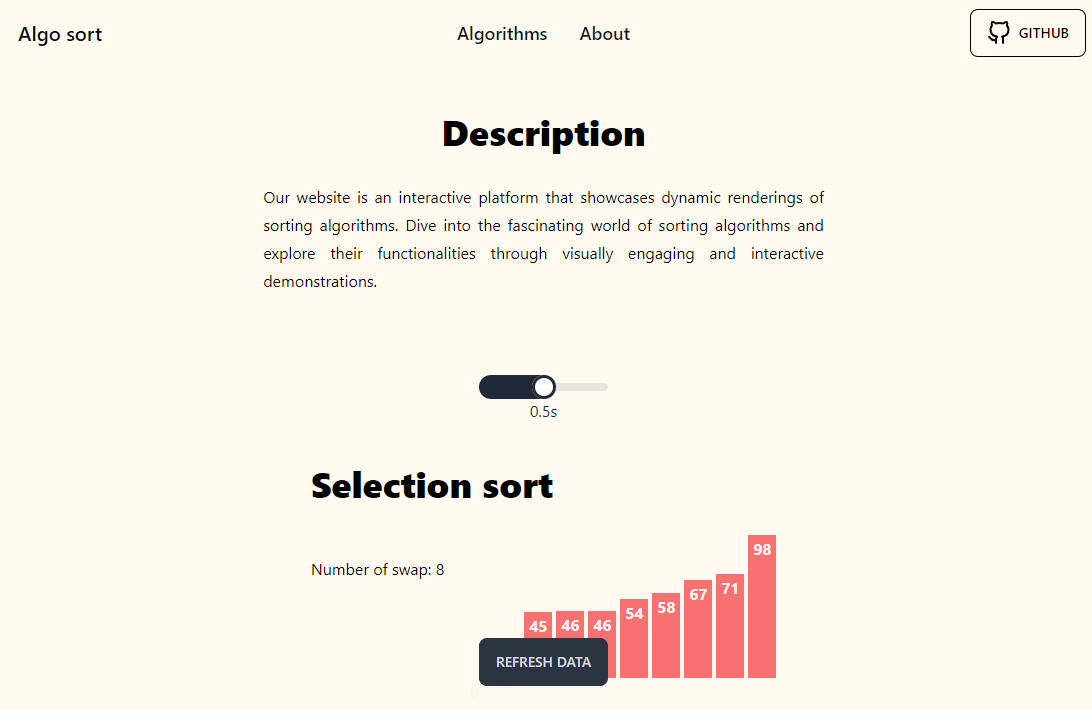 Algo sort
Algorithms
About
GITHUB
Description
Our website is an interactive platform that showcases dynamic renderings of
sorting algorithms. Dive into the fascinating world of sorting algorithms and
explore their functionalities through visually engaging and interactive
demonstrations.
0.5s
Selection sort
Number of swap: 8
45
46
46
54
58
67
71
98
REFRESH DATA
0